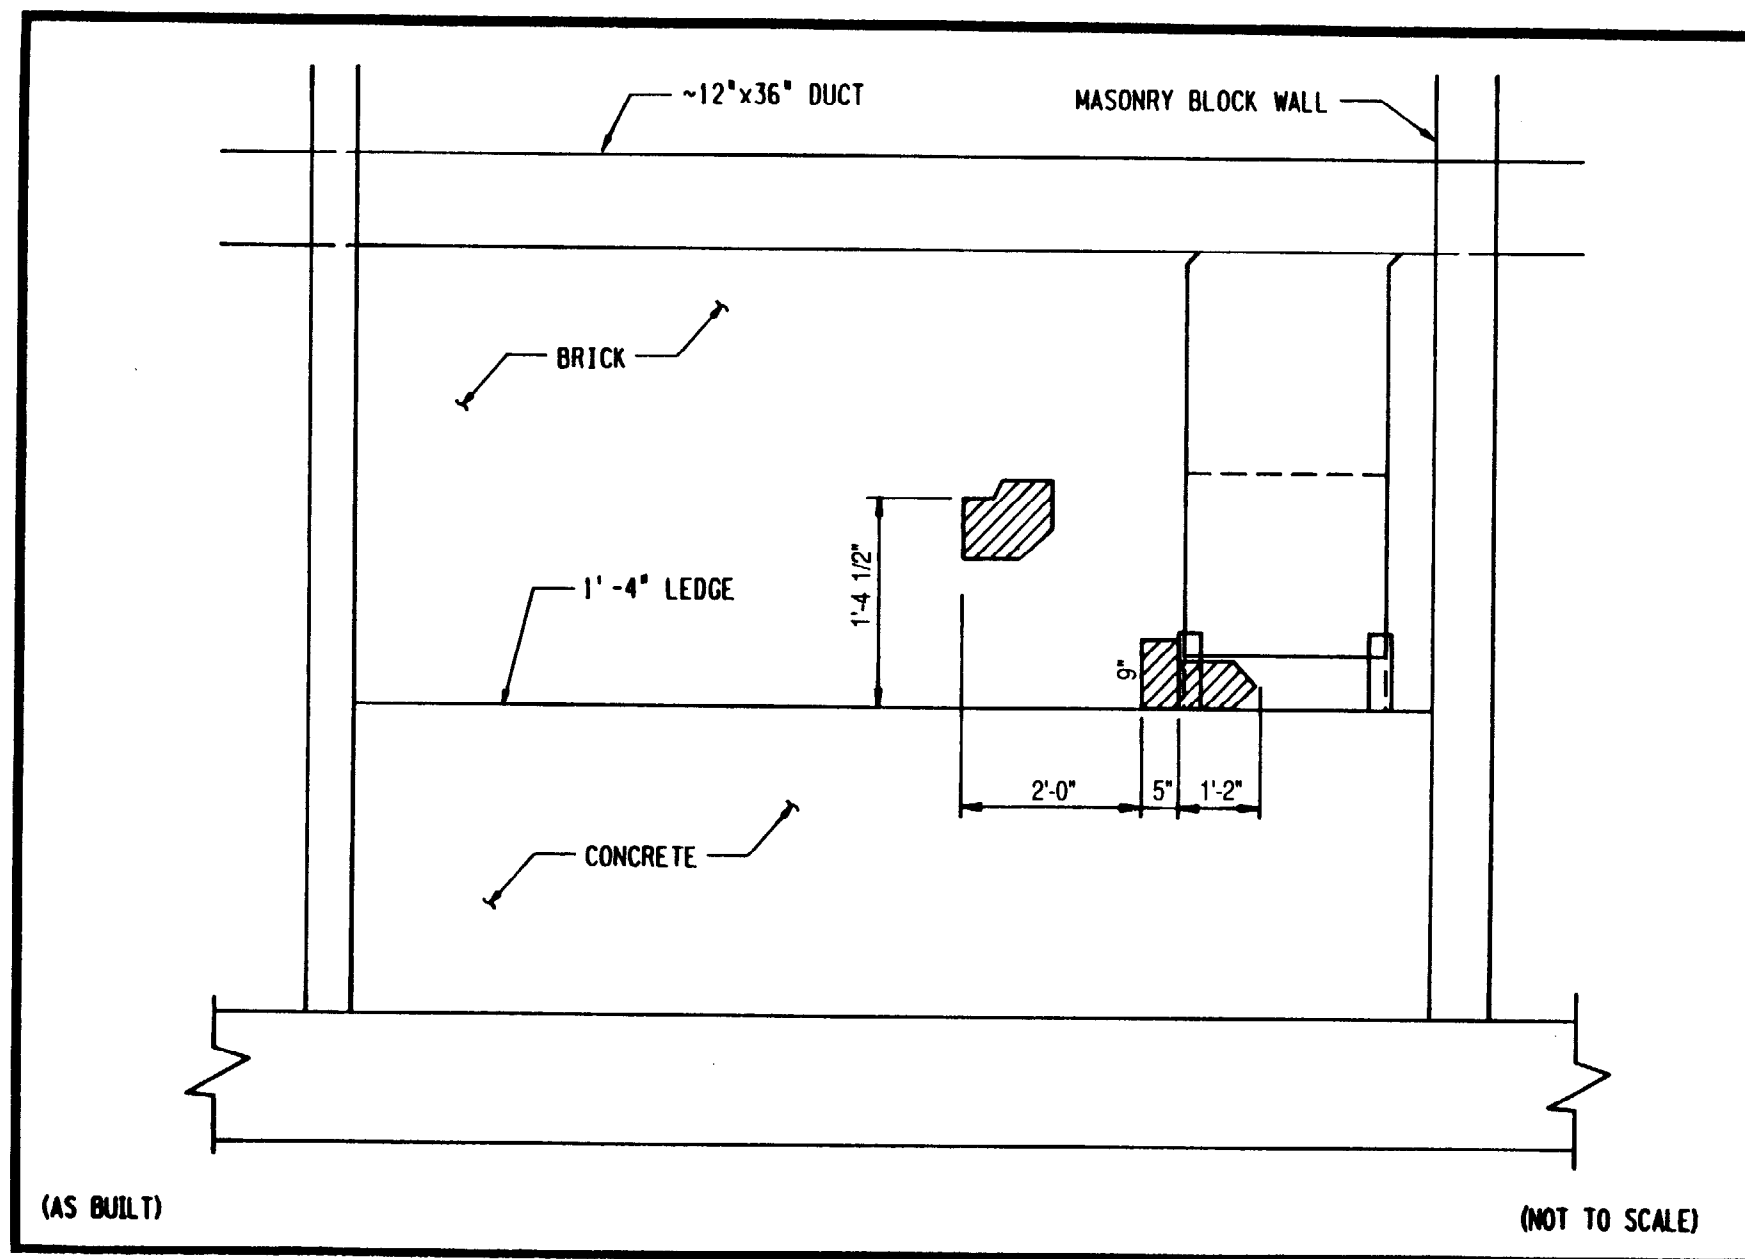 ~12"x36" DUCT
MASONRY BLOCK WALL
BRICK
1'-4 1/2"
1'-4" LEDGE
9"
2'-0"
5"
1'-2"
CONCRETE
(AS BUILT)
(NOT TO SCALE)